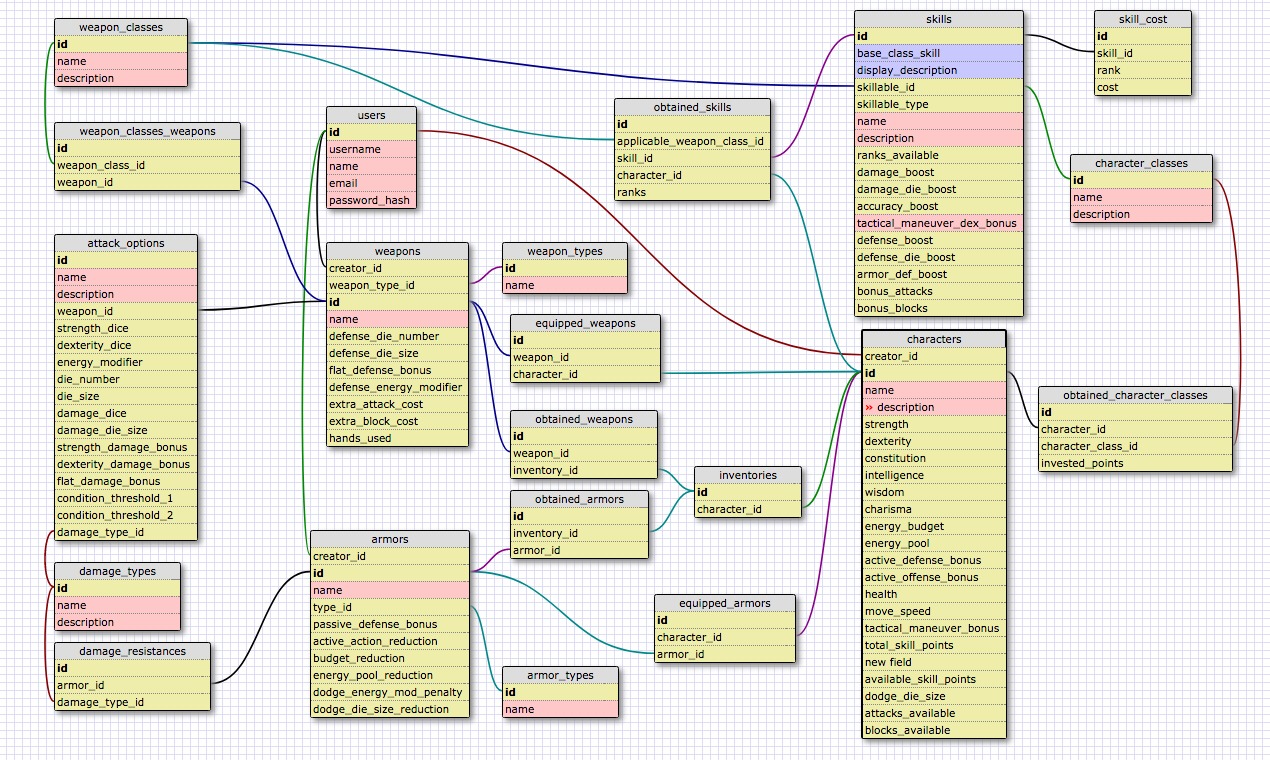 weapon_classes
id
name
description
weapon_classes_weapons
id
weapon_class_id
weapon_id
attack_options
id
name
description
weapon_id
strength_dice
dexterity_dice
energy_modifier
die_number
die_size
damage_dice
damage_die_size
strength_damage_bonus
dexterity_damage_bonus
flat_damage_bonus
condition_threshold_1
condition_threshold_2
damage_type_id
damage_types
id
name
description
damage_resistances
id
armor_id
damage_type_id
users
id
username
name
email
password_hash
weapons
creator_id
weapon_type_id
id
name
defense_die_number
defense_die_size
flat_defense_bonus
defense_energy_modifier
extra_attack_cost
extra_block_cost
hands_used
armors
creator_id
id
name
type_id
passive_defense_bonus
active_action_reduction
budget_reduction
energy_pool_reduction
dodge_energy_mod_penalty
dodge_die_size_reduction
weapon_types
id
name
equipped_weapons
id
weapon_id
character_id
obtained_weapons
id
weapon_id
inventory_id
obtained_armors
id
inventory_id
armor_id
armor_types
id
name
obtained_skills
id
applicable_weapon_class_id
skill_id
character_id
ranks
inventories
id
character_id
equipped_armors
id
character_id
armor_id
skills
id
base_class_skill
display_description
skillable_id
skillable_type
name
description
ranks_available
damage_boost
damage_die_boost
accuracy_boost
tactical_maneuver_dex_bonus
defense_boost
defense_die_boost
armor_def_boost
bonus_attacks
bonus_blocks
characters
creator_id
id
name
» description
strength
dexterity
constitution
intelligence
wisdom
charisma
energy_budget
energy_pool
active_defense_bonus
active_offense_bonus
health
move_speed
tactical_maneuver_bonus
total_skill_points
new field
available_skill_points
dodge_die_size
attacks_available
blocks_available
skill_cost
id
skill_id
rank
cost
character_classes
id
name
description
obtained_character_classes
id
character_id
character_class_id
invested_points